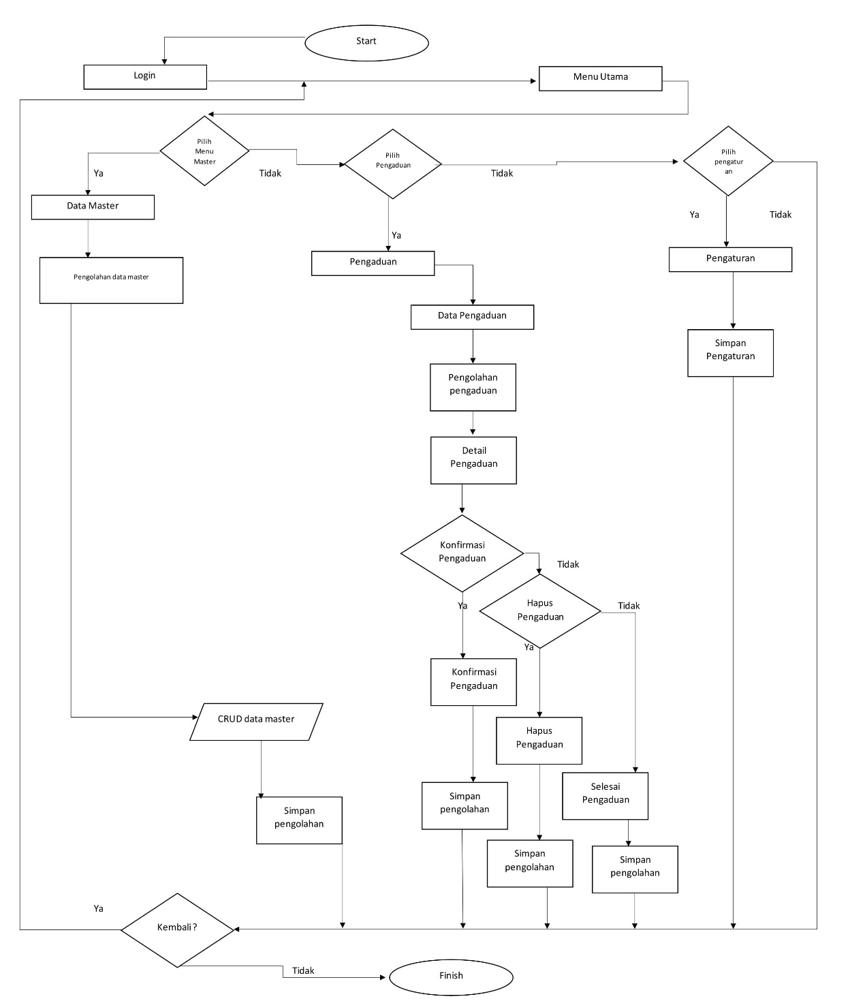 Start
Login
Menu Utama
Pilih
Menu
Master
Pilih
Pengaduan
Pilih
pengatur
an
Ya
Tidak
Tidak
Data Master
Ya
Tidak
Ya
Pengaduan
Pengaturan
Pengolahan data master
Data Pengaduan
Simpan
Pengaturan
Pengolahan
pengaduan
Detail
Pengaduan
Konfirmasi
Pengaduan
Tidak
Ya
Hapus
Pengaduan
Tidak
Ya
Konfirmasi
Pengaduan
CRUD data master
Hapus
Pengaduan
Selesai
Pengaduan
Simpan
pengolahan
Simpan
pengolahan
Simpan
pengolahan
Simpan
pengolahan
Ya
Kembali ?
Tidak
Finish